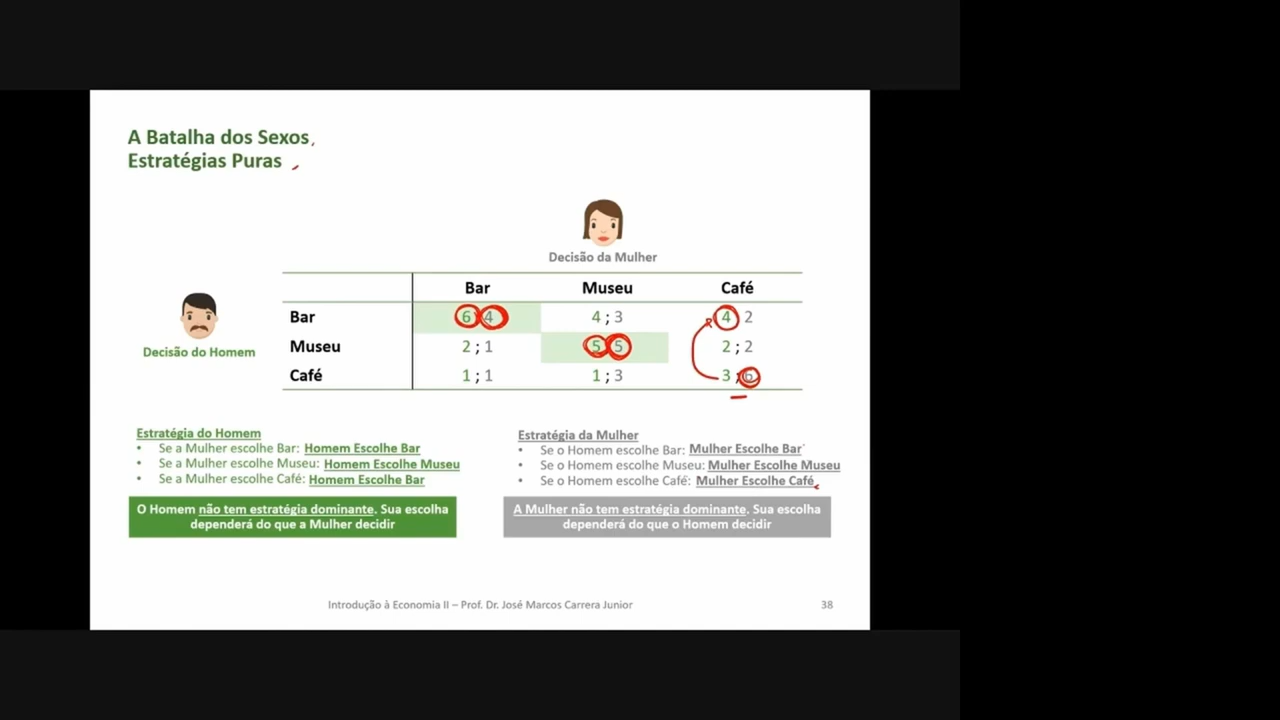 A Batalha dos Sexos
Estratégias Puras
Decisão da Mulher
Bar Museu Café
Decisão do Homem
Bar 6 4 4 ; 3 4 2
Museu 2 ; 1 5 5 2 ; 2
Café 1 ; 1 1 ; 3 3 ; 6
Estratégia do Homem
• Se a Mulher escolhe Bar: Homem Escolhe Bar
• Se a Mulher escolhe Museu: Homem Escolhe Museu
• Se a Mulher escolhe Café: Homem Escolhe Bar
O Homem não tem estratégia dominante. Sua escolha
dependerá do que a Mulher decidir
Estratégia da Mulher
• Se o Homem escolhe Bar: Mulher Escolhe Bar
• Se o Homem escolhe Museu: Mulher Escolhe Museu
• Se o Homem escolhe Café: Mulher Escolhe Café
A Mulher não tem estratégia dominante. Sua escolha
dependerá do que o Homem decidir
Introdução à Economia II – Prof. Dr. José Marcos Carrera Junior
38